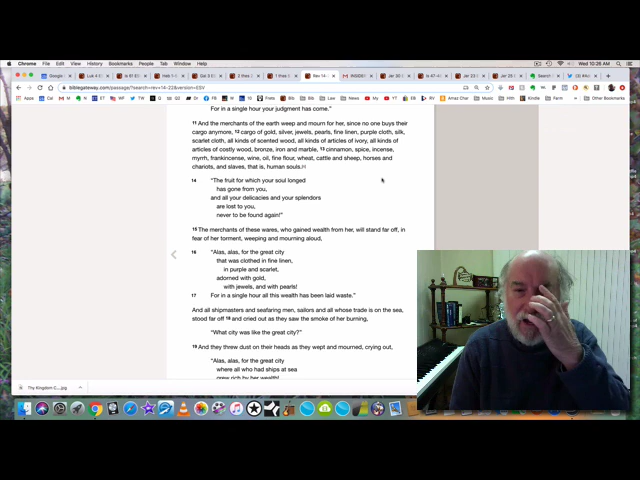 Chrome File Edit View History Bookmarks People Tab Window Help
Wed 10:26 AM
Rev 14-
biblegateway.com/passage/?search=rev+14-22&version=ESV
For in a single hour your judgment has come.”
11 And the merchants of the earth weep and mourn for her, since no one buys their
cargo anymore, 12 cargo of gold, silver, jewels, pearls, fine linen, purple cloth, silk,
scarlet cloth, all kinds of scented wood, all kinds of articles of ivory, all kinds of
articles of costly wood, bronze, iron and marble, 13 cinnamon, spice, incense,
myrrh, frankincense, wine, oil, fine flour, wheat, cattle and sheep, horses and
chariots, and slaves, that is, human souls.
14 “The fruit for which your soul longed
has gone from you,
and all your delicacies and your splendors
are lost to you,
never to be found again!”
15 The merchants of these wares, who gained wealth from her, will stand far off, in
fear of her torment, weeping and mourning aloud,
16 “Alas, alas, for the great city
that was clothed in fine linen,
in purple and scarlet,
adorned with gold,
with jewels, and with pearls!
17 For in a single hour all this wealth has been laid waste.”
And all shipmasters and seafaring men, sailors and all whose trade is on the sea,
stood far off 18 and cried out as they saw the smoke of her burning,
“What city was like the great city?”
19 And they threw dust on their heads as they wept and mourned, crying out,
“Alas, alas, for the great city
where all who had ships at sea
grew rich by her wealth!
Thy Kingdom C....jpg